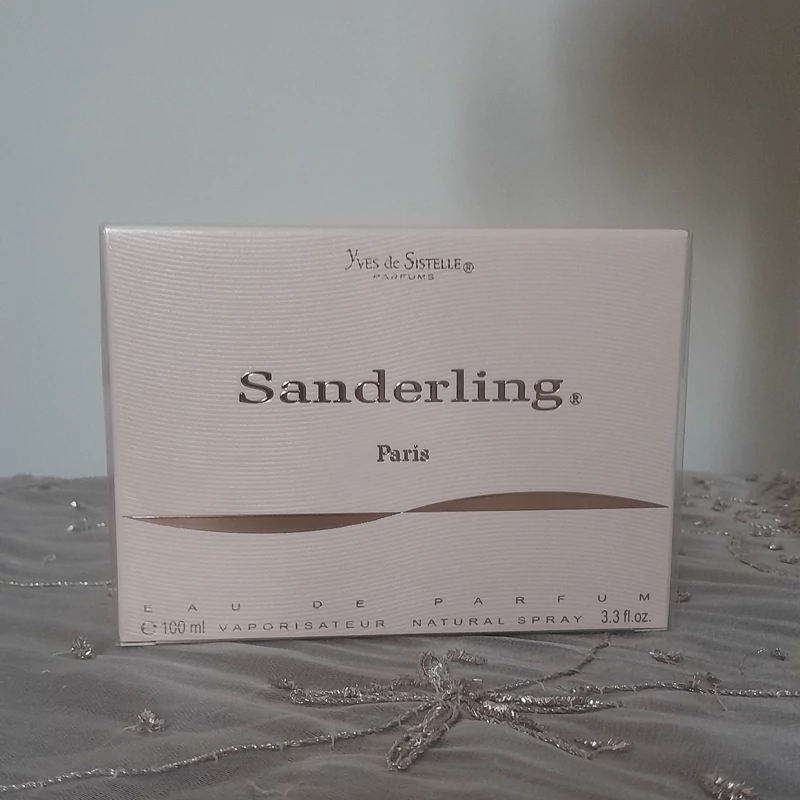 Yves de Sistelle®
PARFUMS
Sanderling®
Paris
EAU DE PARFUM
℮ 100 ml VAPORISATEUR NATURAL SPRAY 3.3 fl.oz.